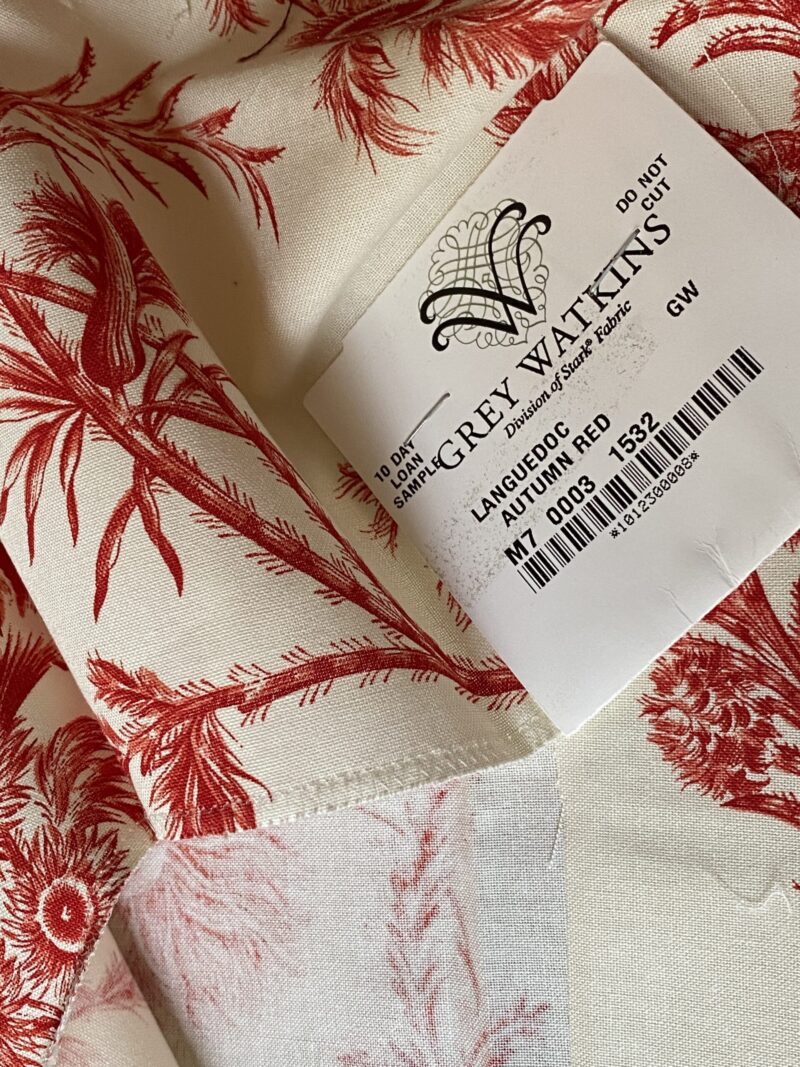 DO NOT
CUT
W
GREY WATKINS
Division of Stark® Fabric
10 DAY
LOAN
SAMPLE
GW
LANGUEDOC
AUTUMN RED
M7 0003 1532
*1012300008*